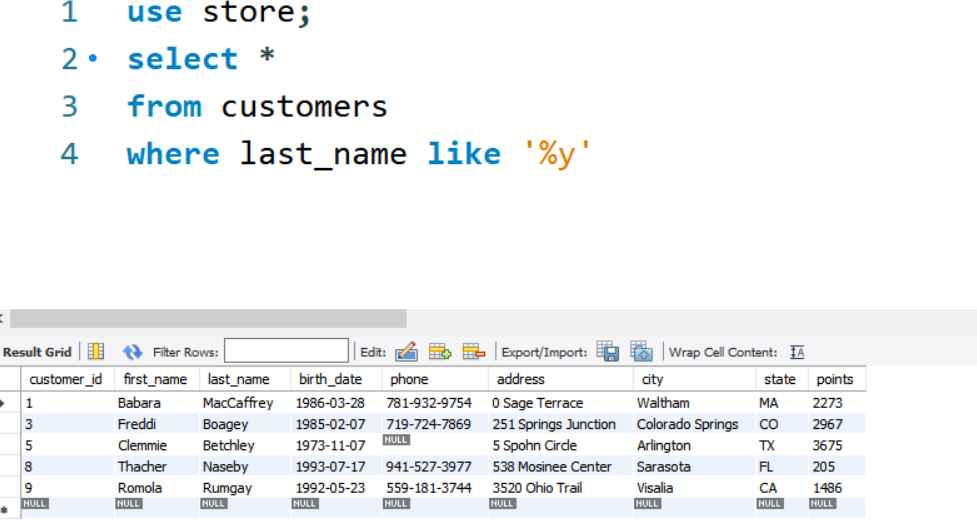 1 use store;
2 select *
3 from customers
4 where last_name like '%y'
Result Grid Filter Rows: Edit: Export/Import: Wrap Cell Content: IA
customer_id first_name last_name birth_date phone address city state points
1 Babara MacCaffrey 1986-03-28 781-932-9754 0 Sage Terrace Waltham MA 2273
3 Freddi Boagey 1985-02-07 719-724-7869 251 Springs Junction Colorado Springs CO 2967
5 Clemmie Betchley 1973-11-07 NULL 5 Spohn Circle Arlington TX 3675
8 Thacher Naseby 1993-07-17 941-527-3977 538 Mosinee Center Sarasota FL 205
9 Romola Rumgay 1992-05-23 559-181-3744 3520 Ohio Trail Visalia CA 1486
NULL NULL NULL NULL NULL NULL NULL NULL NULL